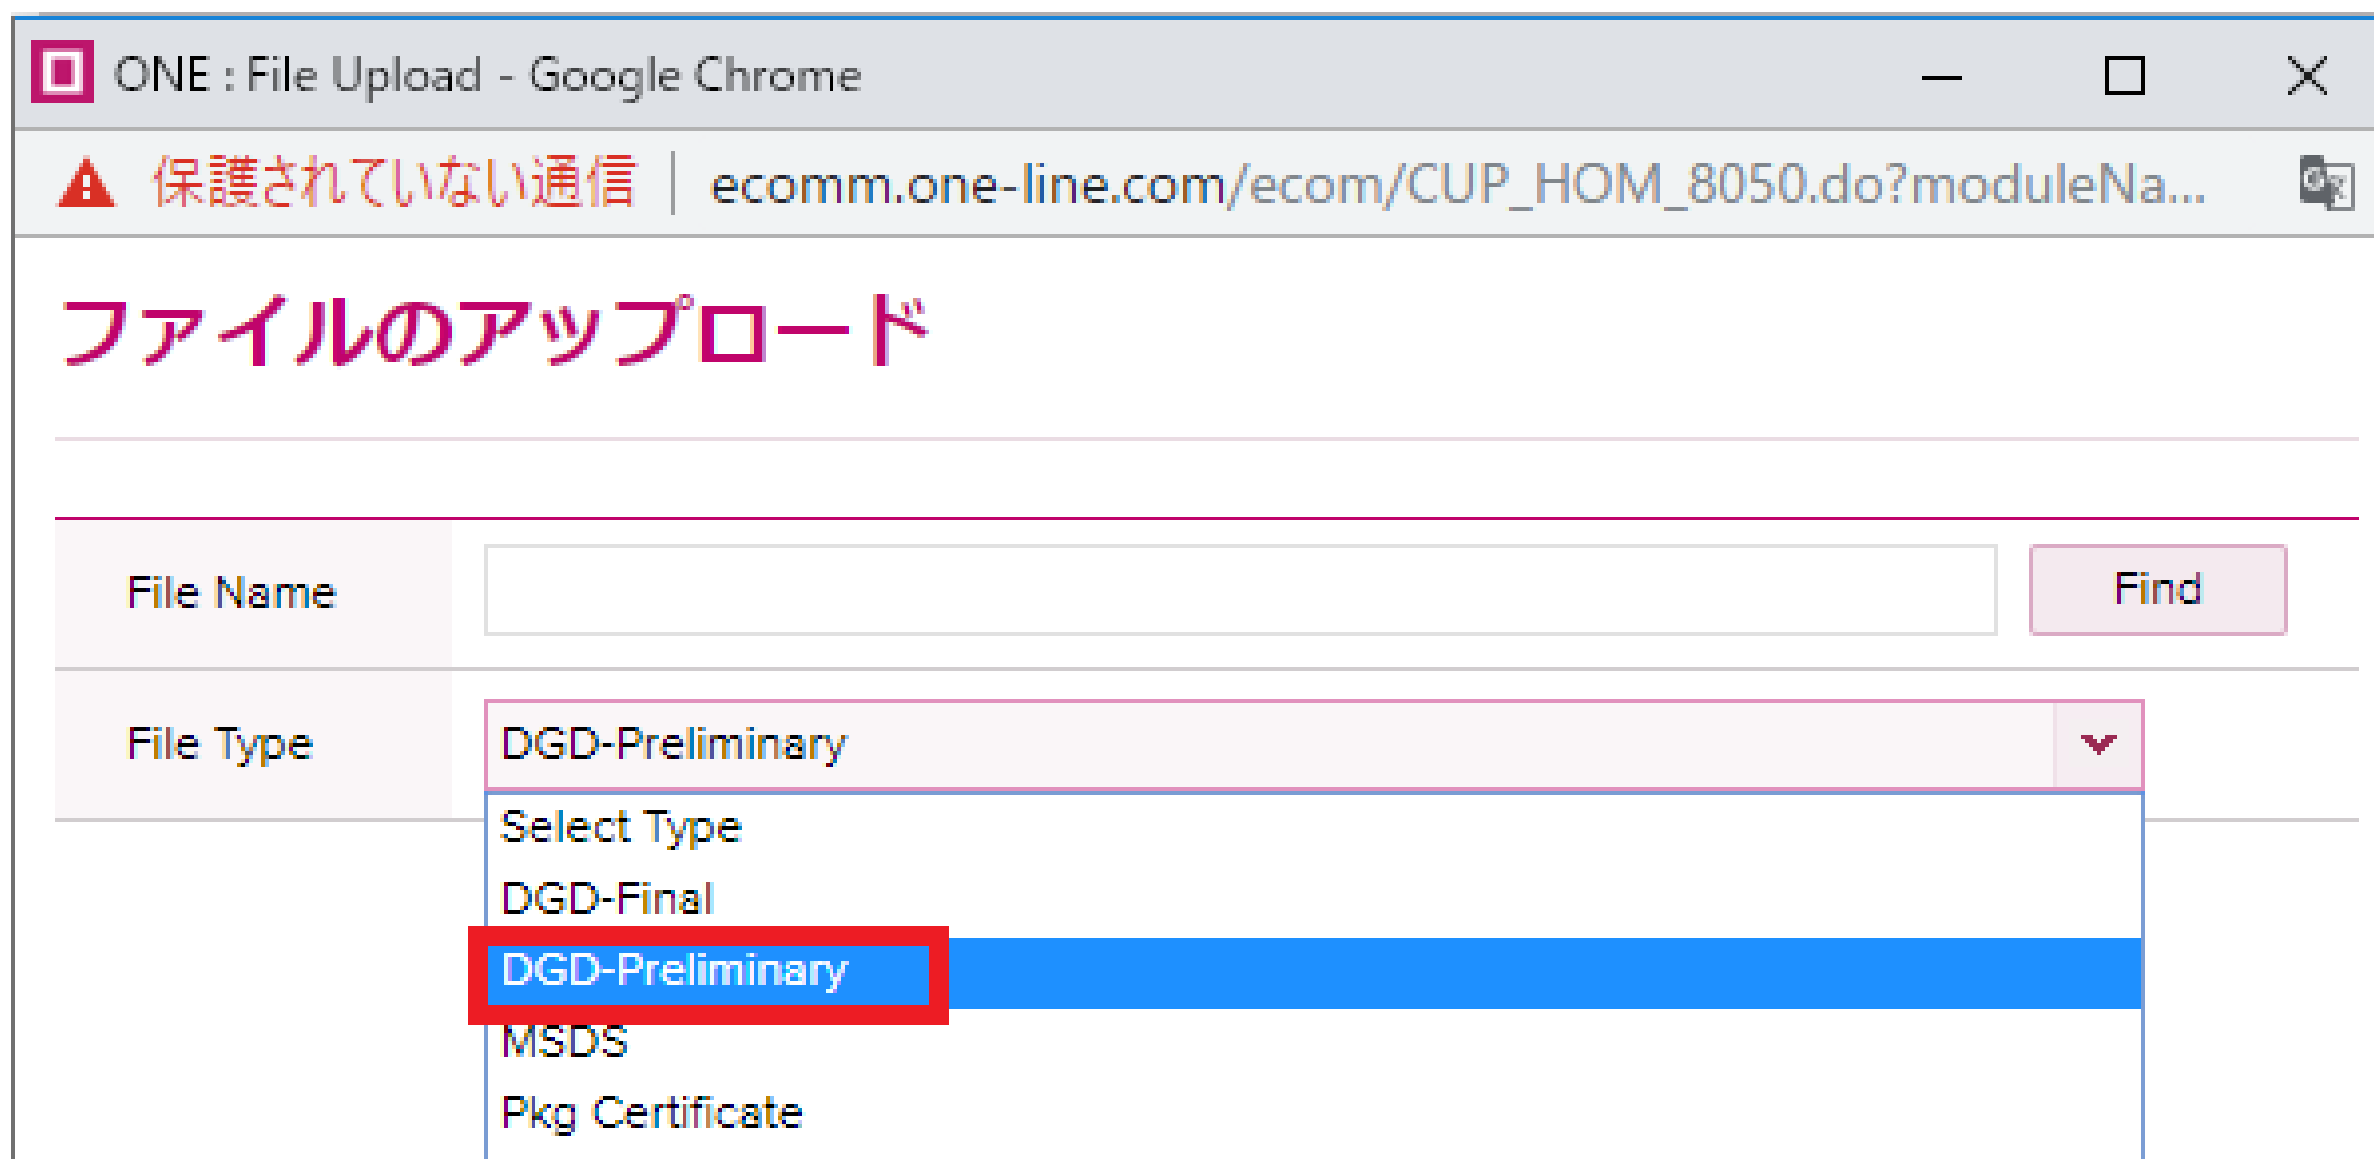 ONE : File Upload - Google Chrome
保護されていない通信 ecomm.one-line.com/ecom/CUP_HOM_8050.do?moduleNa...
ファイルのアップロード
File Name Find
File Type DGD-Preliminary
Select Type
DGD-Final
DGD-Preliminary
MSDS
Pkg Certificate